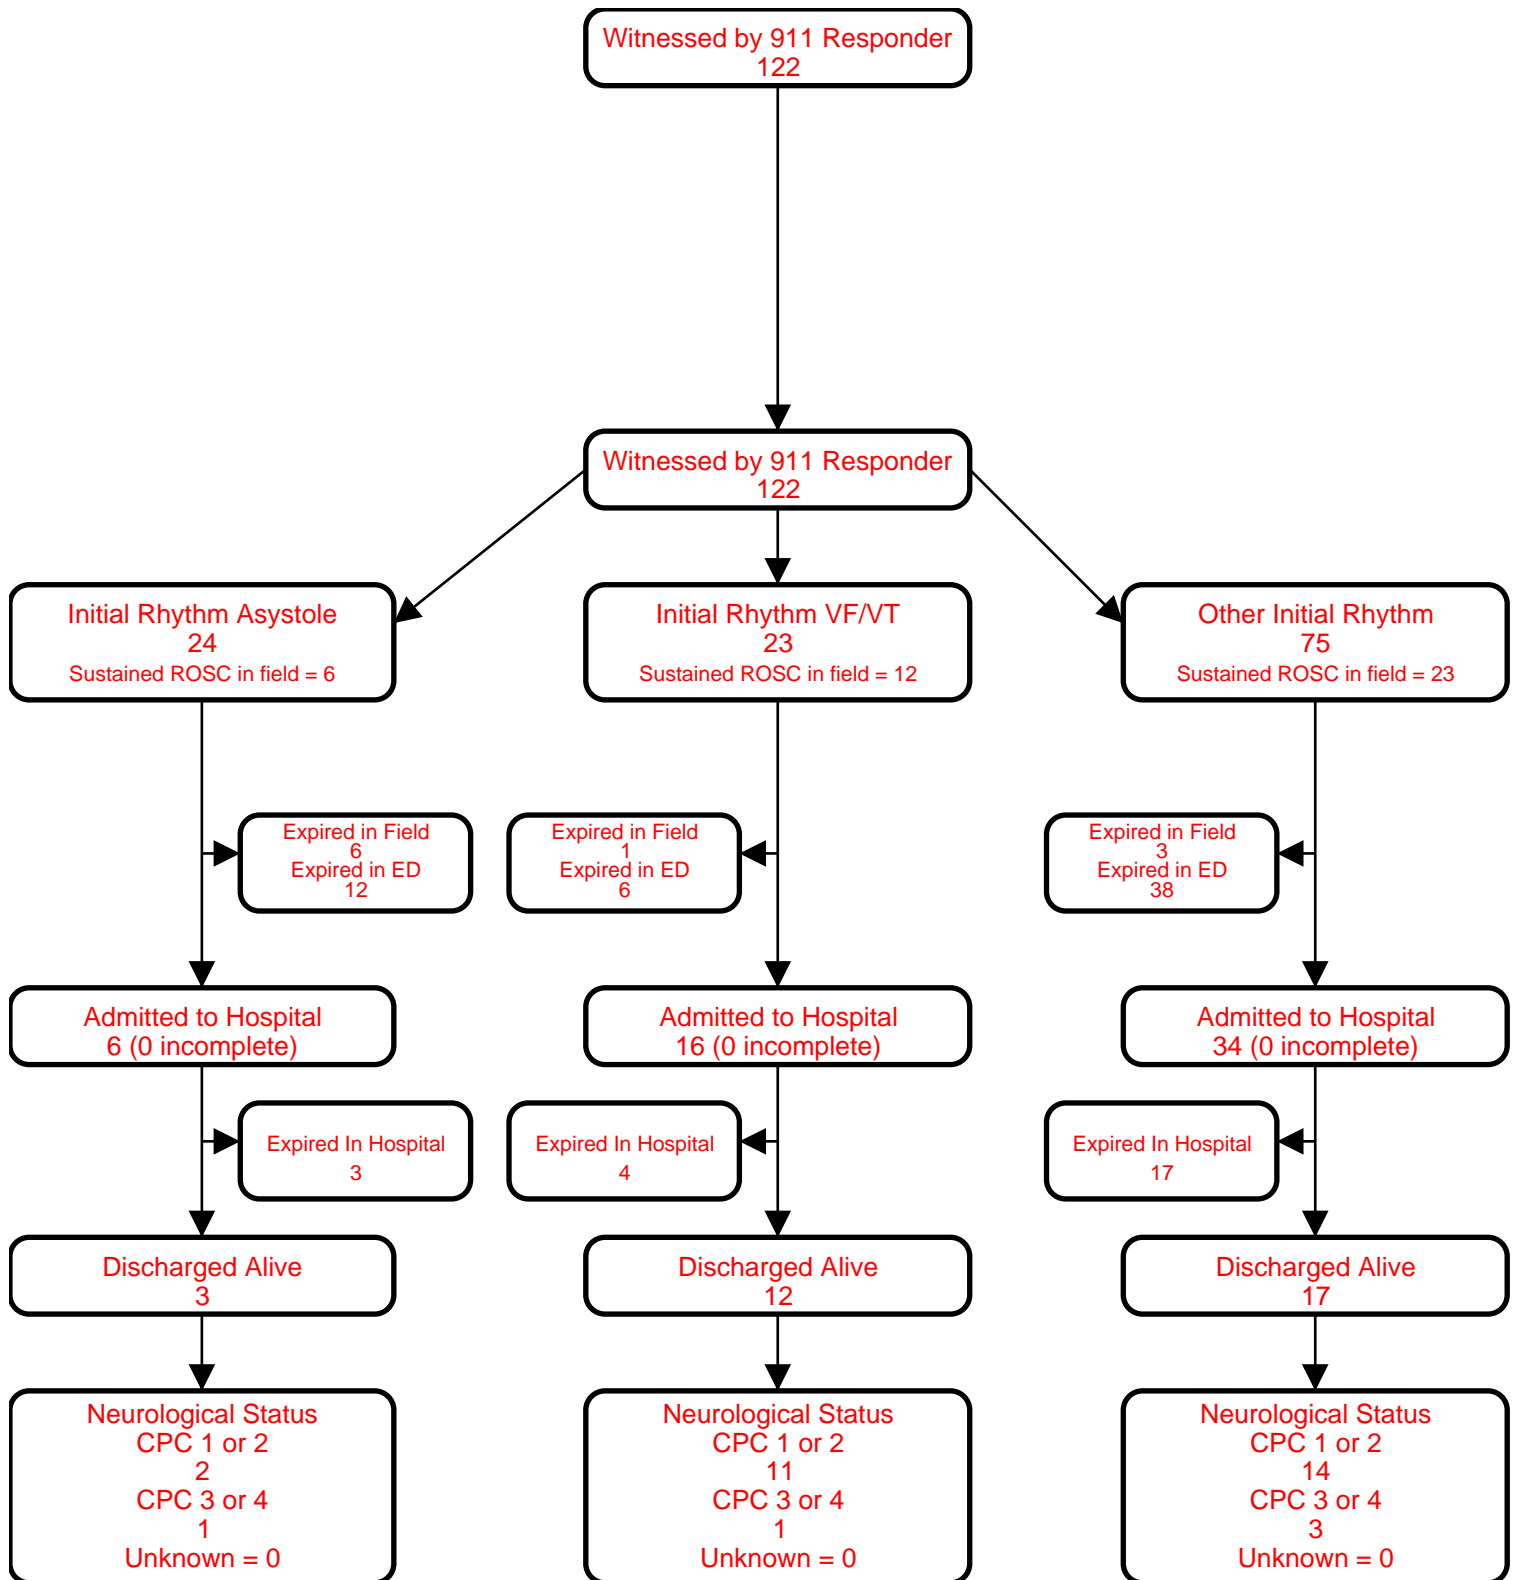 Witnessed by 911 Responder
122
Witnessed by 911 Responder
122
Initial Rhythm Asystole
24
Sustained ROSC in field = 6
Initial Rhythm VF/VT
23
Sustained ROSC in field = 12
Other Initial Rhythm
75
Sustained ROSC in field = 23
Expired in Field
6
Expired in ED
12
Expired in Field
1
Expired in ED
6
Expired in Field
3
Expired in ED
38
Admitted to Hospital
6 (0 incomplete)
Admitted to Hospital
16 (0 incomplete)
Admitted to Hospital
34 (0 incomplete)
Expired In Hospital
3
Expired In Hospital
4
Expired In Hospital
17
Discharged Alive
3
Discharged Alive
12
Discharged Alive
17
Neurological Status
CPC 1 or 2
2
CPC 3 or 4
1
Unknown = 0
Neurological Status
CPC 1 or 2
11
CPC 3 or 4
1
Unknown = 0
Neurological Status
CPC 1 or 2
14
CPC 3 or 4
3
Unknown = 0